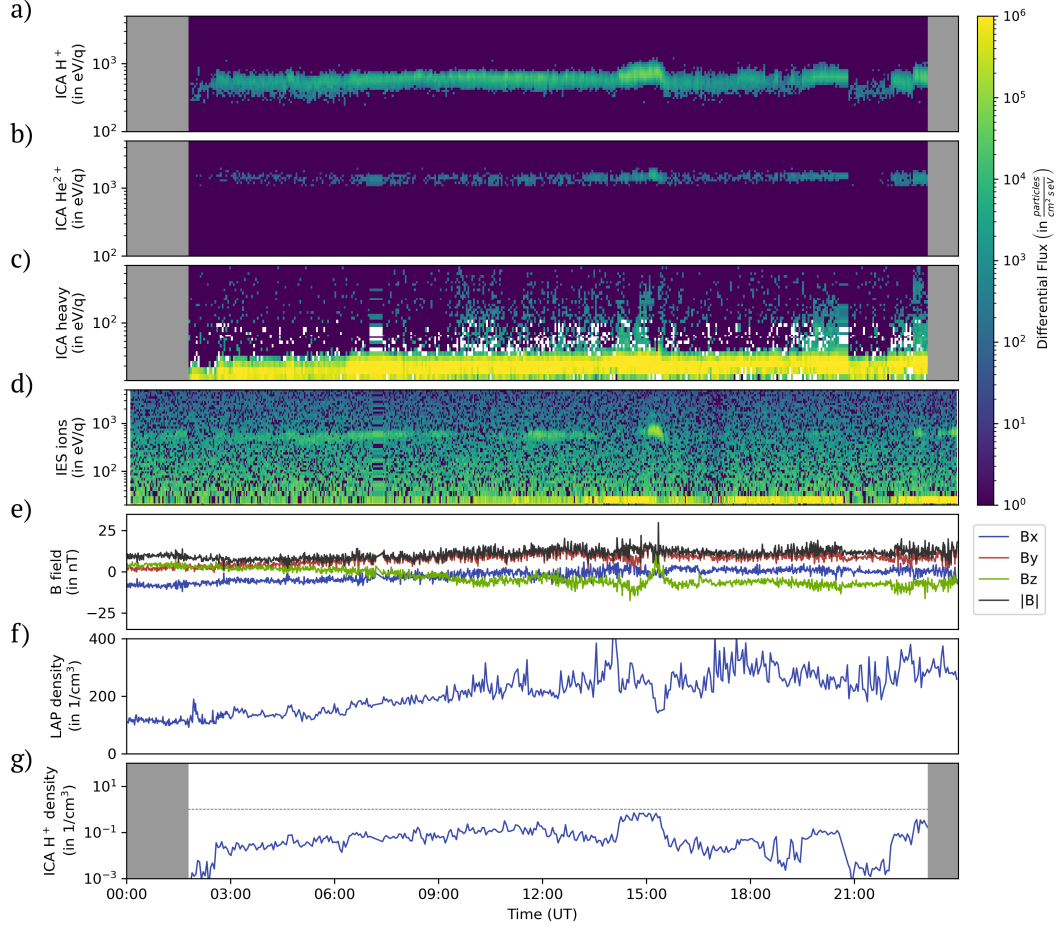 a)
ICA H⁺
(in eV/q)
10³
10²
b)
ICA He²⁺
(in eV/q)
10³
10²
c)
ICA heavy
(in eV/q)
10²
d)
IES ions
(in eV/q)
10³
10²
10⁶
10⁵
10⁴
10³
10²
10¹
10⁰
Differential Flux (in particles/cm² s eV)
e)
B field
(in nT)
25
0
−25
Bx
By
Bz
|B|
f)
LAP density
(in 1/cm³)
400
200
0
g)
ICA H⁺ density
(in 1/cm³)
10¹
10⁻¹
10⁻³
00:00 03:00 06:00 09:00 12:00 15:00 18:00 21:00
Time (UT)